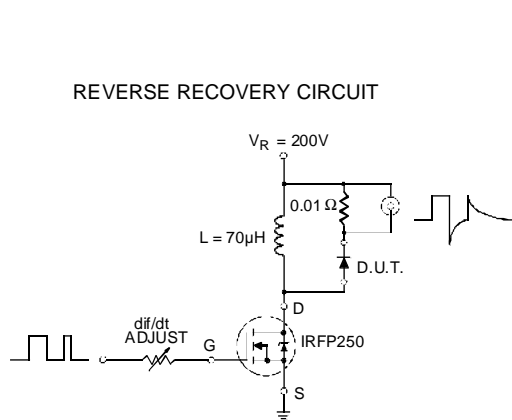 REVERSE RECOVERY CIRCUIT
VR = 200V
0.01 Ω
L = 70µH
D.U.T.
D
dif/dt
ADJUST
G
IRFP250
S